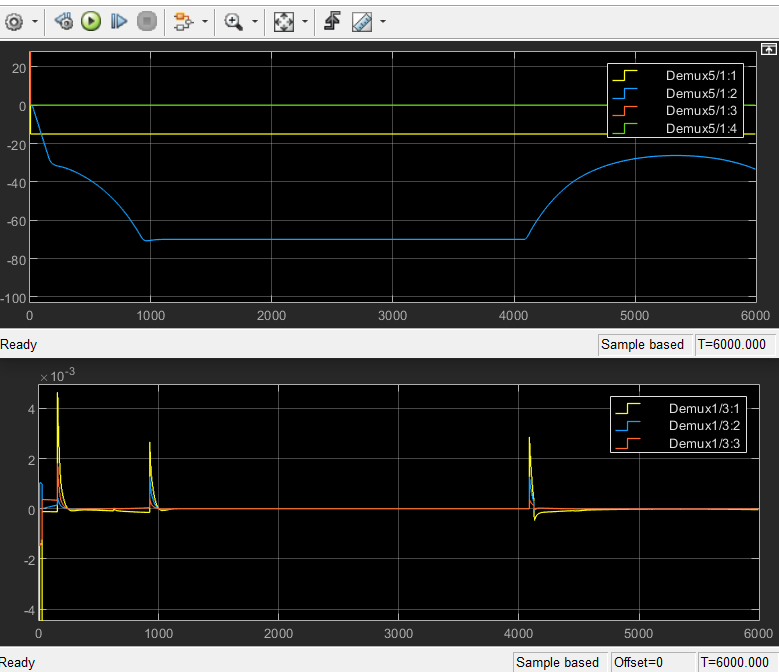 20
0
-20
-40
-60
-80
-100
0 1000 2000 3000 4000 5000 6000
Demux5/1:1
Demux5/1:2
Demux5/1:3
Demux5/1:4
Ready Sample based T=6000.000
×10-3
4
2
0
-2
-4
0 1000 2000 3000 4000 5000 6000
Demux1/3:1
Demux1/3:2
Demux1/3:3
Ready Sample based Offset=0 T=6000.000